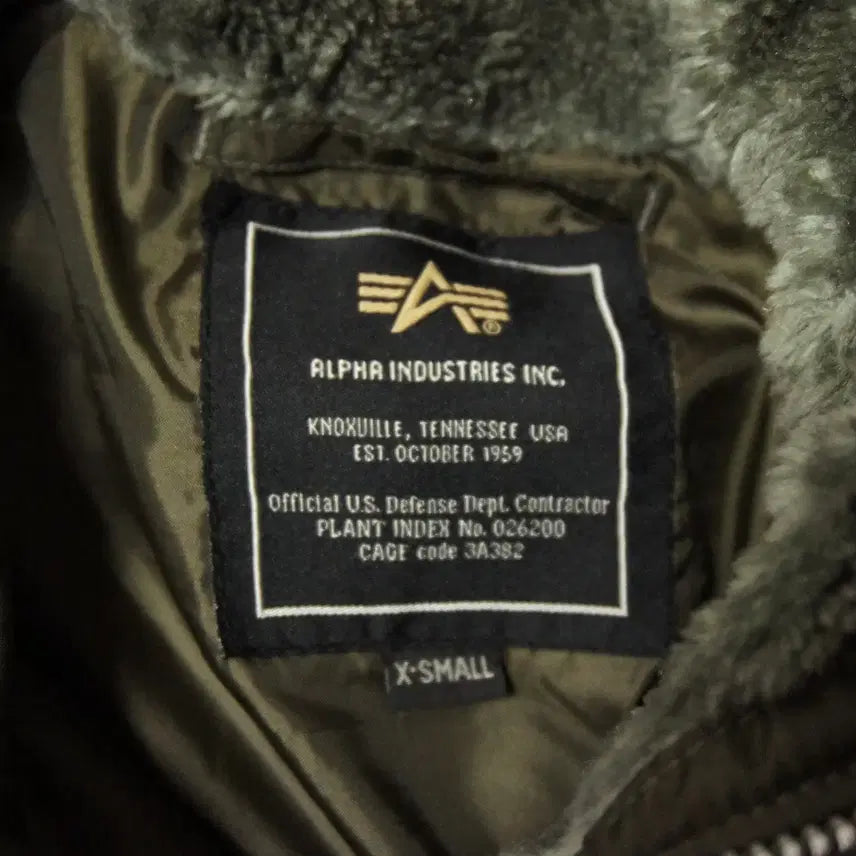 ALPHA INDUSTRIES INC.
KNOXVILLE, TENNESSEE USA
EST. OCTOBER 1959
Official U.S. Defense Dept. Contractor
PLANT INDEX No. 026200
CAGE code 3A382
X-SMALL